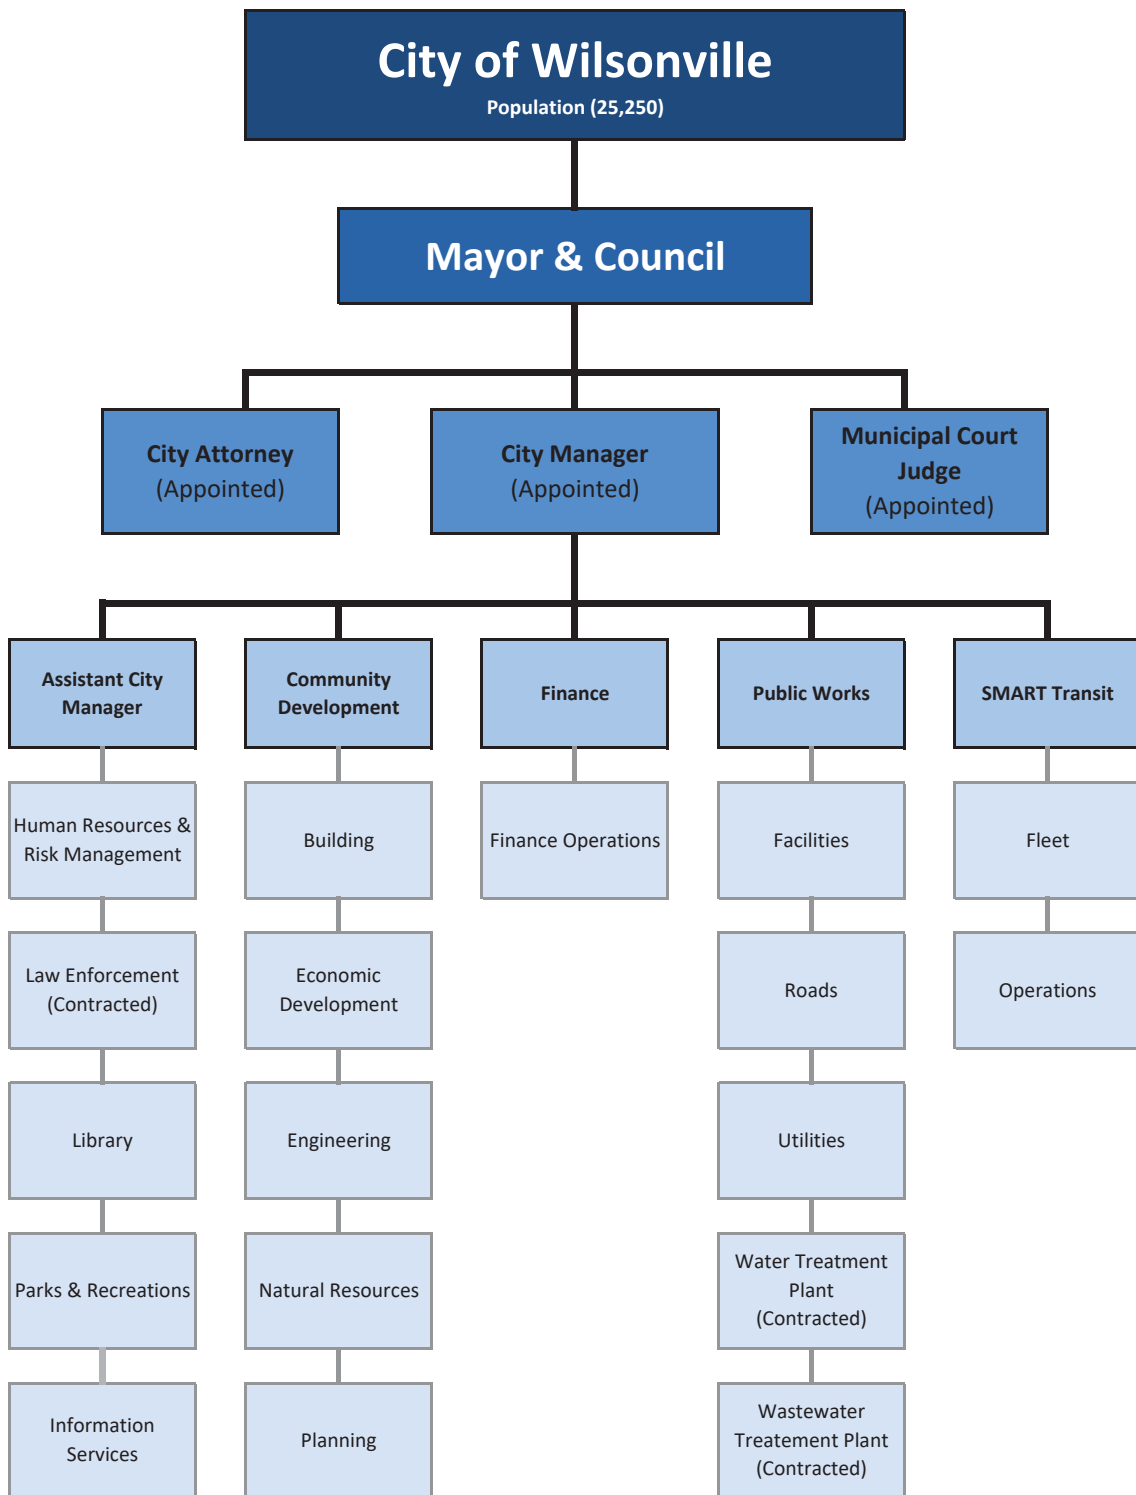 City of Wilsonville
Population (25,250)
Mayor & Council
City Attorney
(Appointed)
City Manager
(Appointed)
Municipal Court
Judge
(Appointed)
Assistant City
Manager
Community
Development
Finance
Public Works
SMART Transit
Human Resources &
Risk Management
Building
Finance Operations
Facilities
Fleet
Law Enforcement
(Contracted)
Economic
Development
Roads
Operations
Library
Engineering
Utilities
Parks & Recreations
Natural Resources
Water Treatment
Plant
(Contracted)
Information
Services
Planning
Wastewater
Treatement Plant
(Contracted)